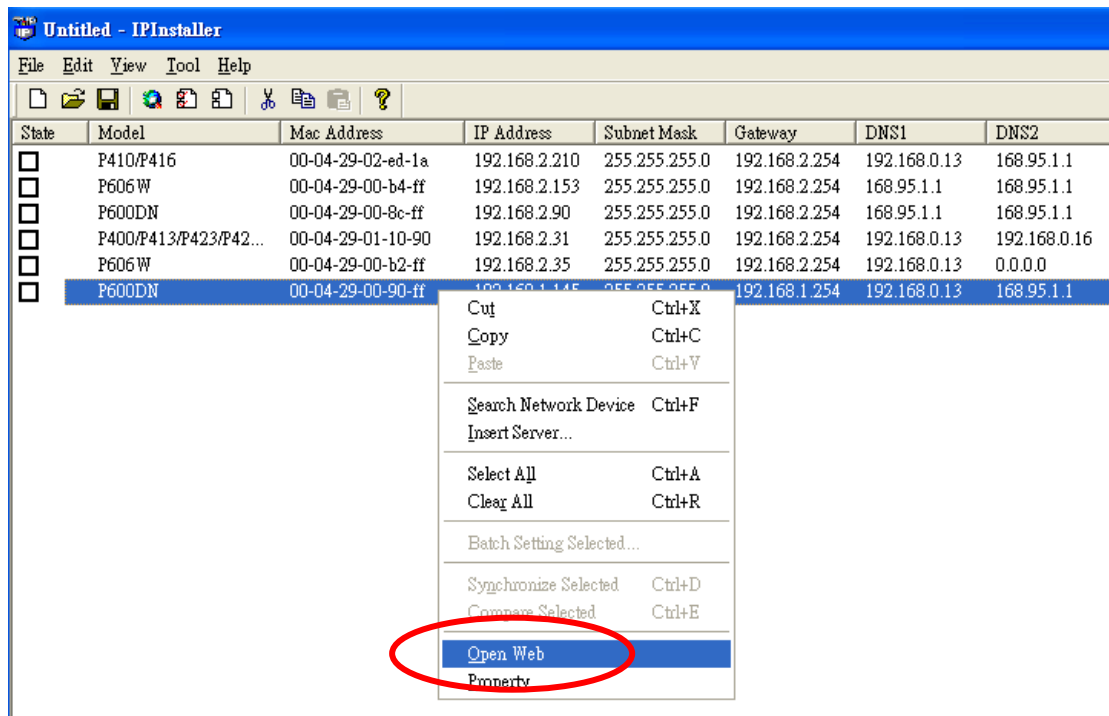 Untitled - IPInstaller
File Edit View Tool Help
State Model Mac Address IP Address Subnet Mask Gateway DNS1 DNS2
P410/P416 00-04-29-02-ed-1a 192.168.2.210 255.255.255.0 192.168.2.254 192.168.0.13 168.95.1.1
P606W 00-04-29-00-b4-ff 192.168.2.153 255.255.255.0 192.168.2.254 168.95.1.1 168.95.1.1
P600DN 00-04-29-00-8c-ff 192.168.2.90 255.255.255.0 192.168.2.254 168.95.1.1 168.95.1.1
P400/P413/P423/P42... 00-04-29-01-10-90 192.168.2.31 255.255.255.0 192.168.2.254 192.168.0.13 192.168.0.16
P606W 00-04-29-00-b2-ff 192.168.2.35 255.255.255.0 192.168.2.254 192.168.0.13 0.0.0.0
P600DN 00-04-29-00-90-ff 192.168.1.145 255.255.255.0 192.168.1.254 192.168.0.13 168.95.1.1
Cut Ctrl+X
Copy Ctrl+C
Paste Ctrl+V
Search Network Device Ctrl+F
Insert Server...
Select All Ctrl+A
Clear All Ctrl+R
Batch Setting Selected...
Synchronize Selected Ctrl+D
Compare Selected Ctrl+E
Open Web
Property